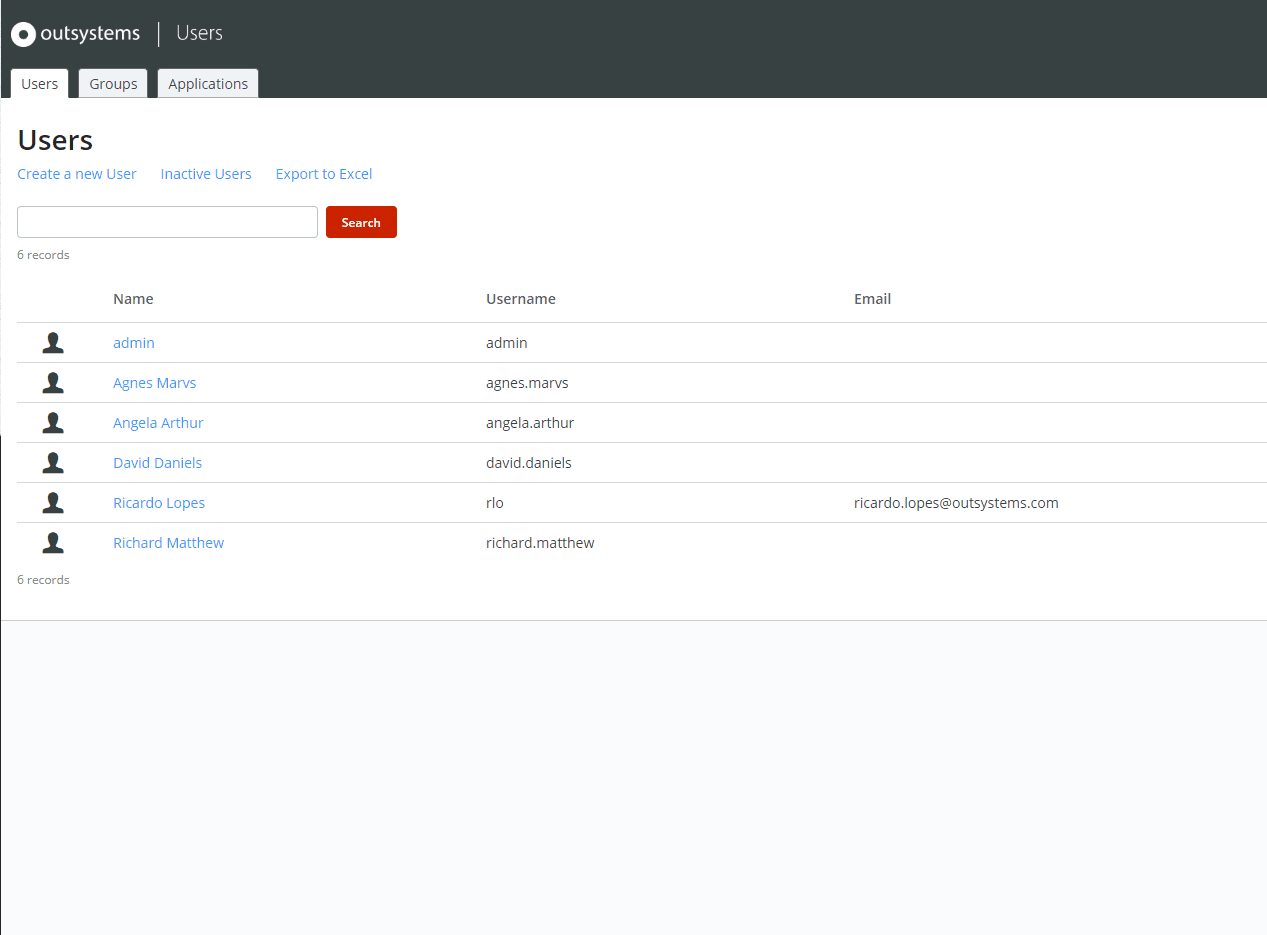 outsystems Users
Users Groups Applications
Users
Create a new User Inactive Users Export to Excel
Search
6 records
Name Username Email
admin admin
Agnes Marvs agnes.marvs
Angela Arthur angela.arthur
David Daniels david.daniels
Ricardo Lopes rlo ricardo.lopes@outsystems.com
Richard Matthew richard.matthew
6 records